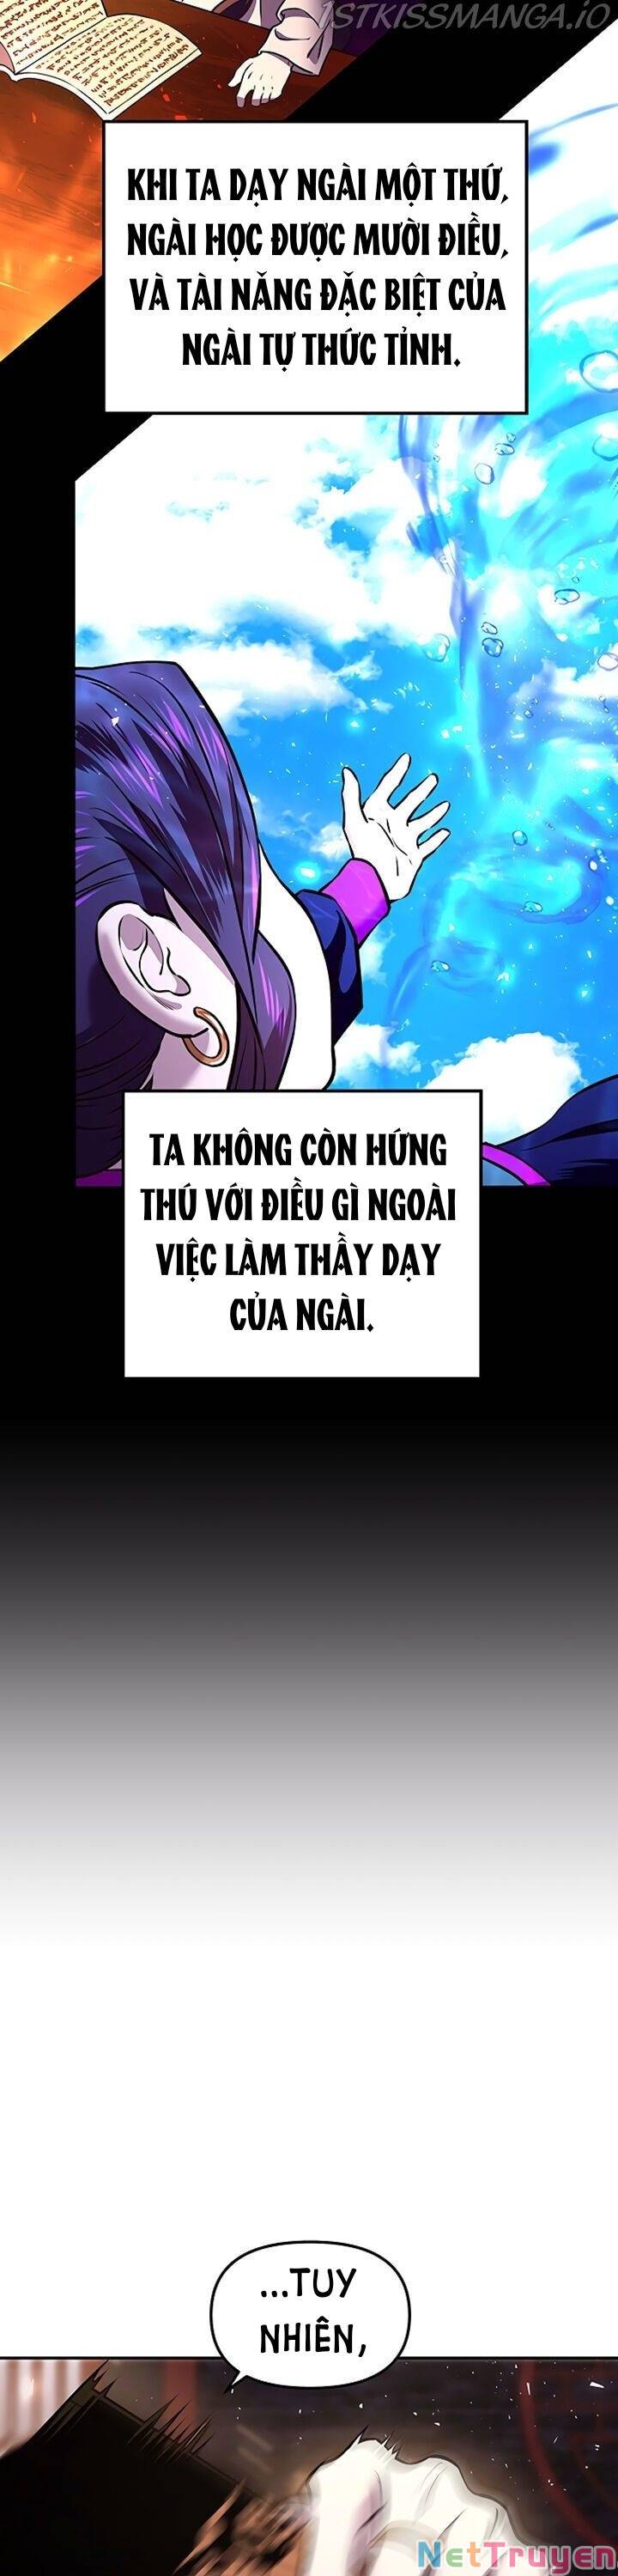 1STKISSMANGA.IO
KHI TA DẠY NGÀI MỘT THỨ,
NGÀI HỌC ĐƯỢC MƯỜI ĐIỀU,
VÀ TÀI NĂNG ĐẶC BIỆT CỦA
NGÀI TỰ THỨC TỈNH.
TA KHÔNG CÒN HỨNG
THÚ VỚI ĐIỀU GÌ NGOÀI
VIỆC LÀM THẦY DẠY
CỦA NGÀI.
...TUY
NHIÊN,
NetTruyen